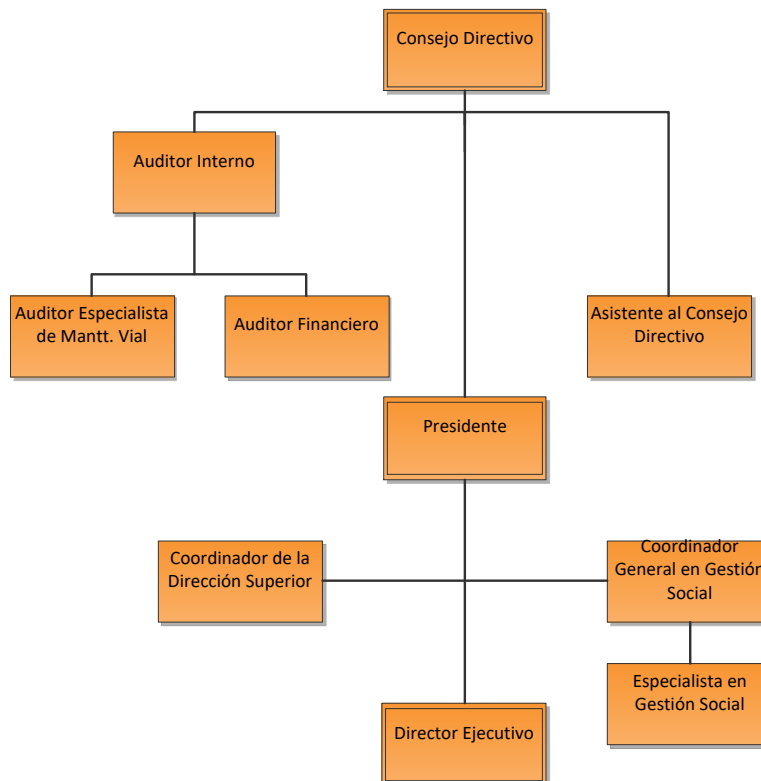 Consejo Directivo
Auditor Interno
Auditor Especialista
de Mantt. Vial
Auditor Financiero
Asistente al Consejo
Directivo
Presidente
Coordinador de la
Dirección Superior
Coordinador
General en Gestión
Social
Especialista en
Gestión Social
Director Ejecutivo